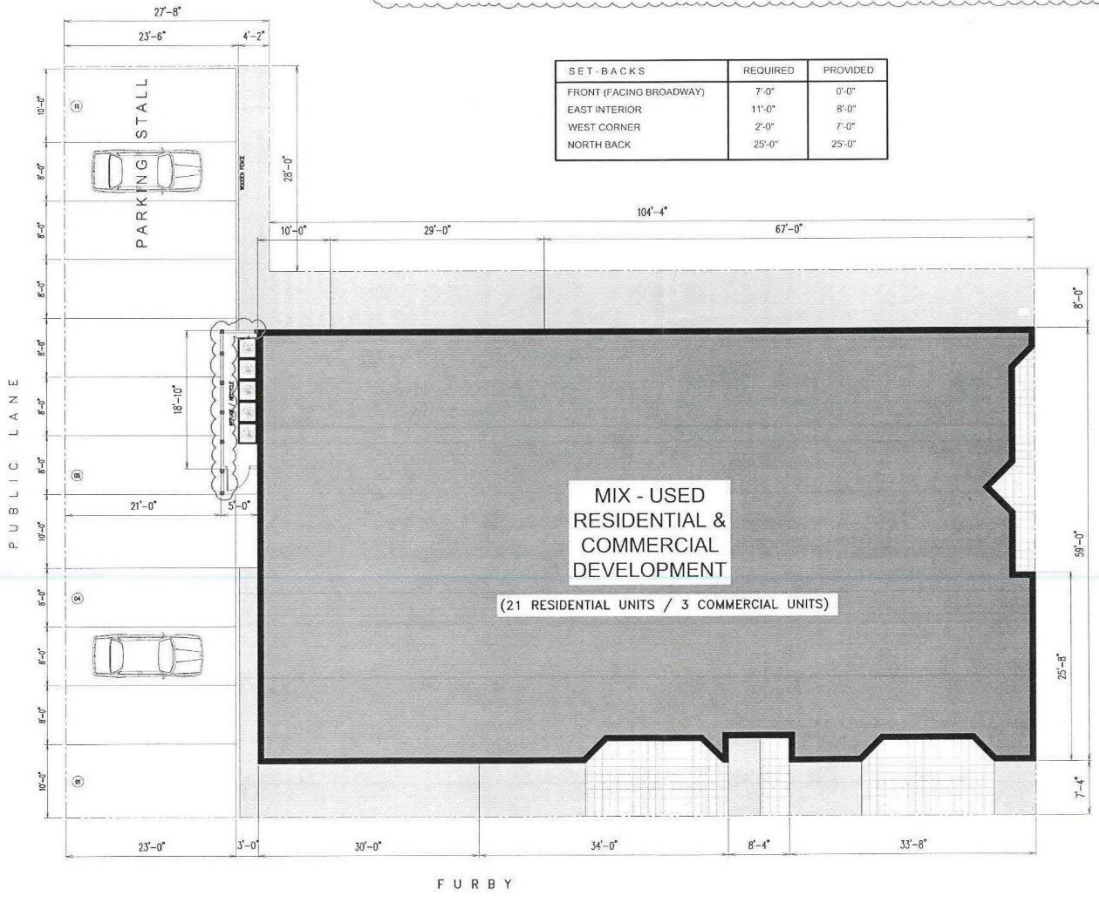 27'-8"
23'-6"
4'-2"
SET-BACKS REQUIRED PROVIDED
FRONT (FACING BROADWAY) 7'-0" 0'-0"
EAST INTERIOR 11'-0" 8'-0"
WEST CORNER 2'-0" 7'-0"
NORTH BACK 25'-0" 25'-0"
PARKING STALL
WOODEN FENCE
28'-0"
104'-4"
10'-0"
29'-0"
67'-0"
10'-0"
8'-0"
8'-0"
8'-0"
8'-0"
8'-0"
8'-0"
10'-0"
8'-0"
8'-0"
8'-0"
10'-0"
11
05
04
PUBLIC LANE
18'-10"
21'-0"
5'-0"
8'-0"
59'-0"
25'-8"
7'-4"
MIX - USED
RESIDENTIAL &
COMMERCIAL
DEVELOPMENT
(21 RESIDENTIAL UNITS / 3 COMMERCIAL UNITS)
23'-0"
3'-0"
30'-0"
34'-0"
8'-4"
33'-8"
FURBY